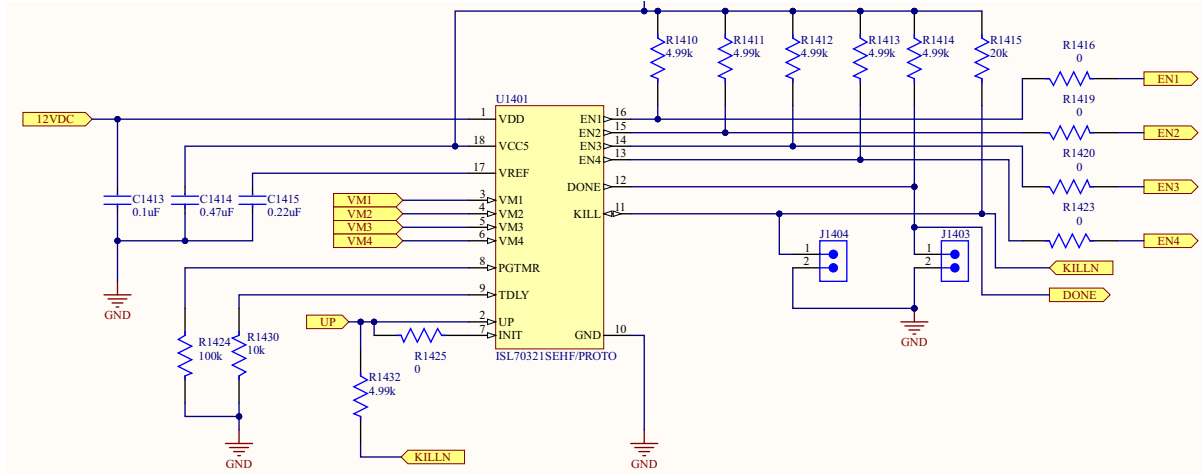 R1410
4.99k
R1411
4.99k
R1412
4.99k
R1413
4.99k
R1414
4.99k
R1415
20k
R1416
0
EN1
U1401
12VDC
1 VDD
EN1 16
R1419
0
EN2
EN2 15
18 VCC5
EN3 14
EN4 13
R1420
0
EN3
17 VREF
DONE 12
C1413
0.1uF
C1414
0.47uF
C1415
0.22uF
VM1
3 VM1
VM2
4 VM2
VM3
5 VM3
VM4
6 VM4
KILL 11
R1423
0
EN4
J1404
1
2
J1403
1
2
8 PGTMR
KILLN
9 TDLY
DONE
GND
UP
2 UP
7 INIT
GND 10
GND
R1424
100k
R1430
10k
R1425
0
ISL70321SEHF/PROTO
R1432
4.99k
KILLN
GND
GND